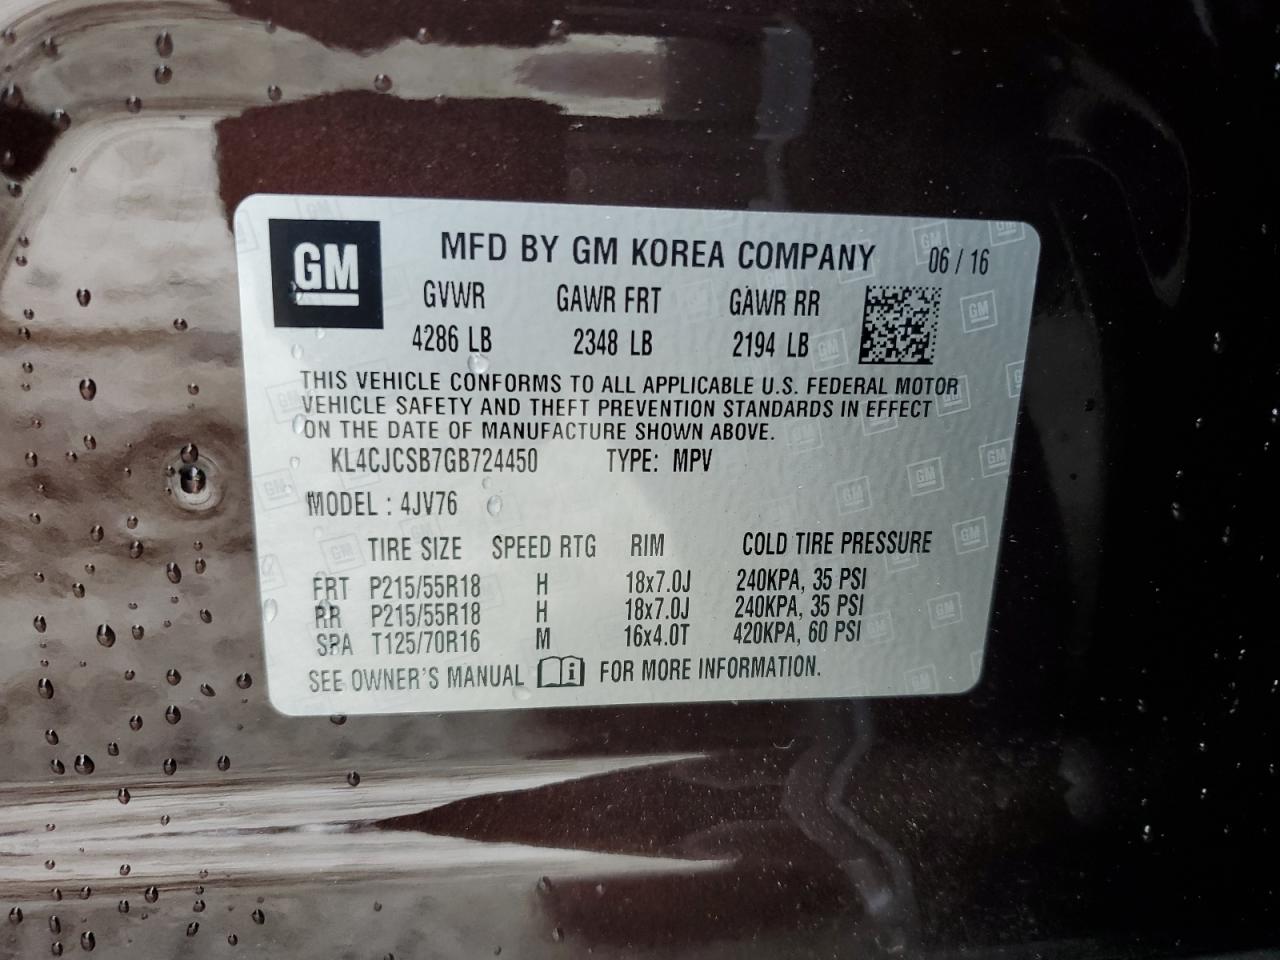 GM
MFD BY GM KOREA COMPANY 06 / 16
GVWR GAWR FRT GAWR RR
4286 LB 2348 LB 2194 LB
THIS VEHICLE CONFORMS TO ALL APPLICABLE U.S. FEDERAL MOTOR
VEHICLE SAFETY AND THEFT PREVENTION STANDARDS IN EFFECT
ON THE DATE OF MANUFACTURE SHOWN ABOVE.
KL4CJCSB7GB724450 TYPE: MPV
MODEL : 4JV76
TIRE SIZE SPEED RTG RIM COLD TIRE PRESSURE
FRT P215/55R18 H 18x7.0J 240KPA, 35 PSI
RR P215/55R18 H 18x7.0J 240KPA, 35 PSI
SPA T125/70R16 M 16x4.0T 420KPA, 60 PSI
SEE OWNER'S MANUAL i FOR MORE INFORMATION.